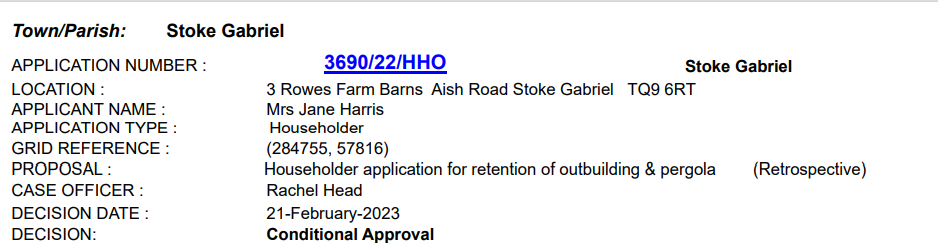 Town/Parish: Stoke Gabriel
APPLICATION NUMBER : 3690/22/HHO Stoke Gabriel
LOCATION : 3 Rowes Farm Barns Aish Road Stoke Gabriel TQ9 6RT
APPLICANT NAME : Mrs Jane Harris
APPLICATION TYPE : Householder
GRID REFERENCE : (284755, 57816)
PROPOSAL : Householder application for retention of outbuilding & pergola (Retrospective)
CASE OFFICER : Rachel Head
DECISION DATE : 21-February-2023
DECISION: Conditional Approval